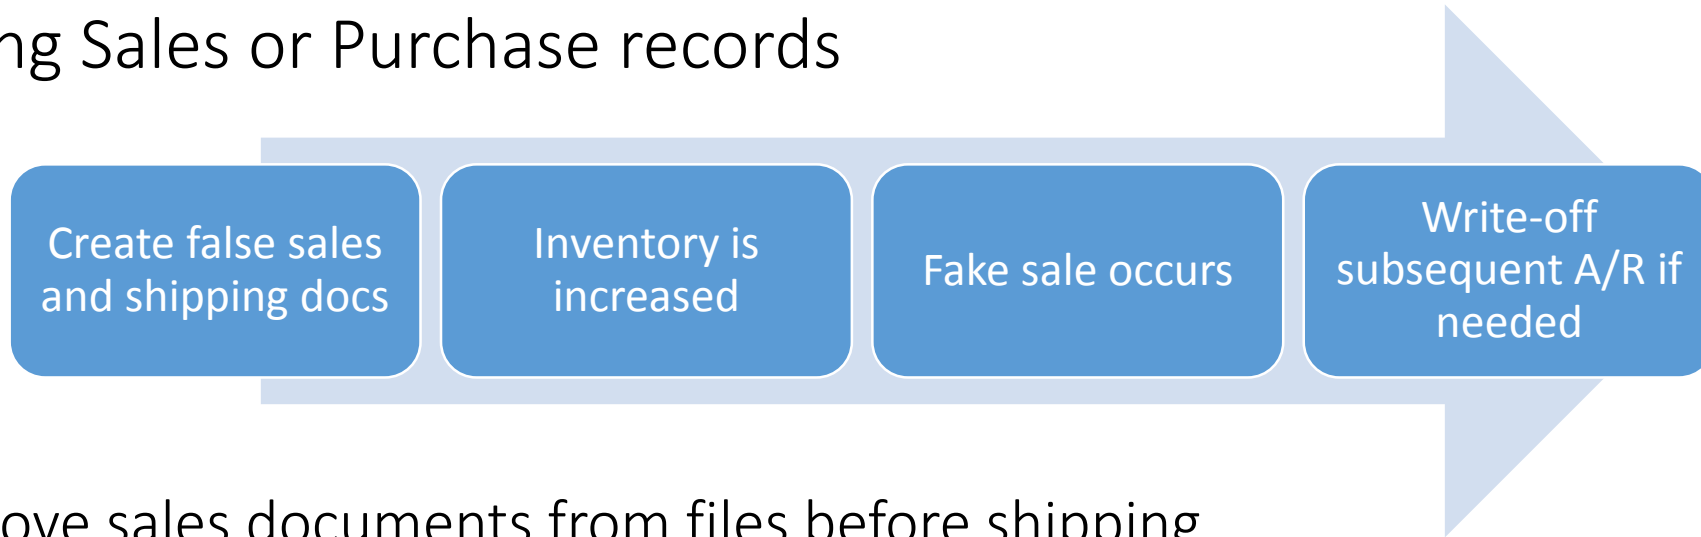 ng Sales or Purchase records
Create false sales
and shipping docs
Inventory is
increased
Fake sale occurs
Write-off
subsequent A/R if
needed
ove sales documents from files before shipping